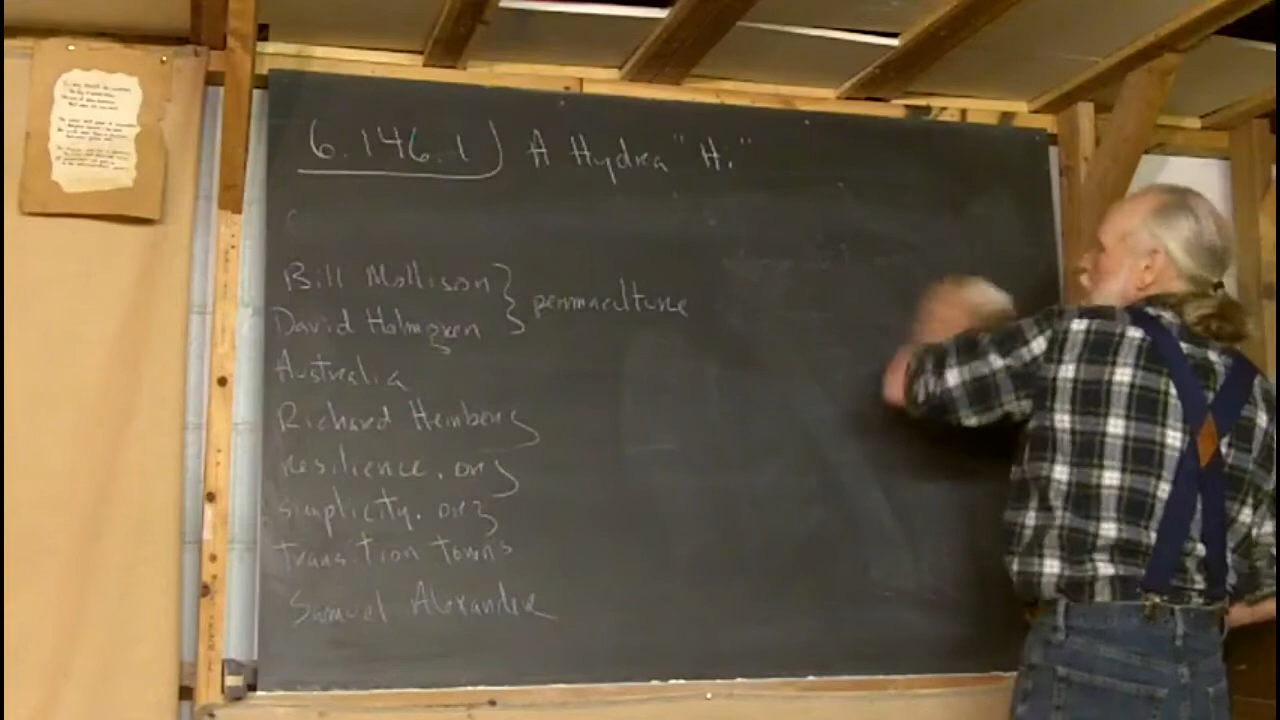 6.146.1) A Hydra "H."
Bill Mollison } permaculture
David Holmgren
Australia
Richard Heinberg
resilience.org
simplicity.org
transition towns
Samuel Alexander